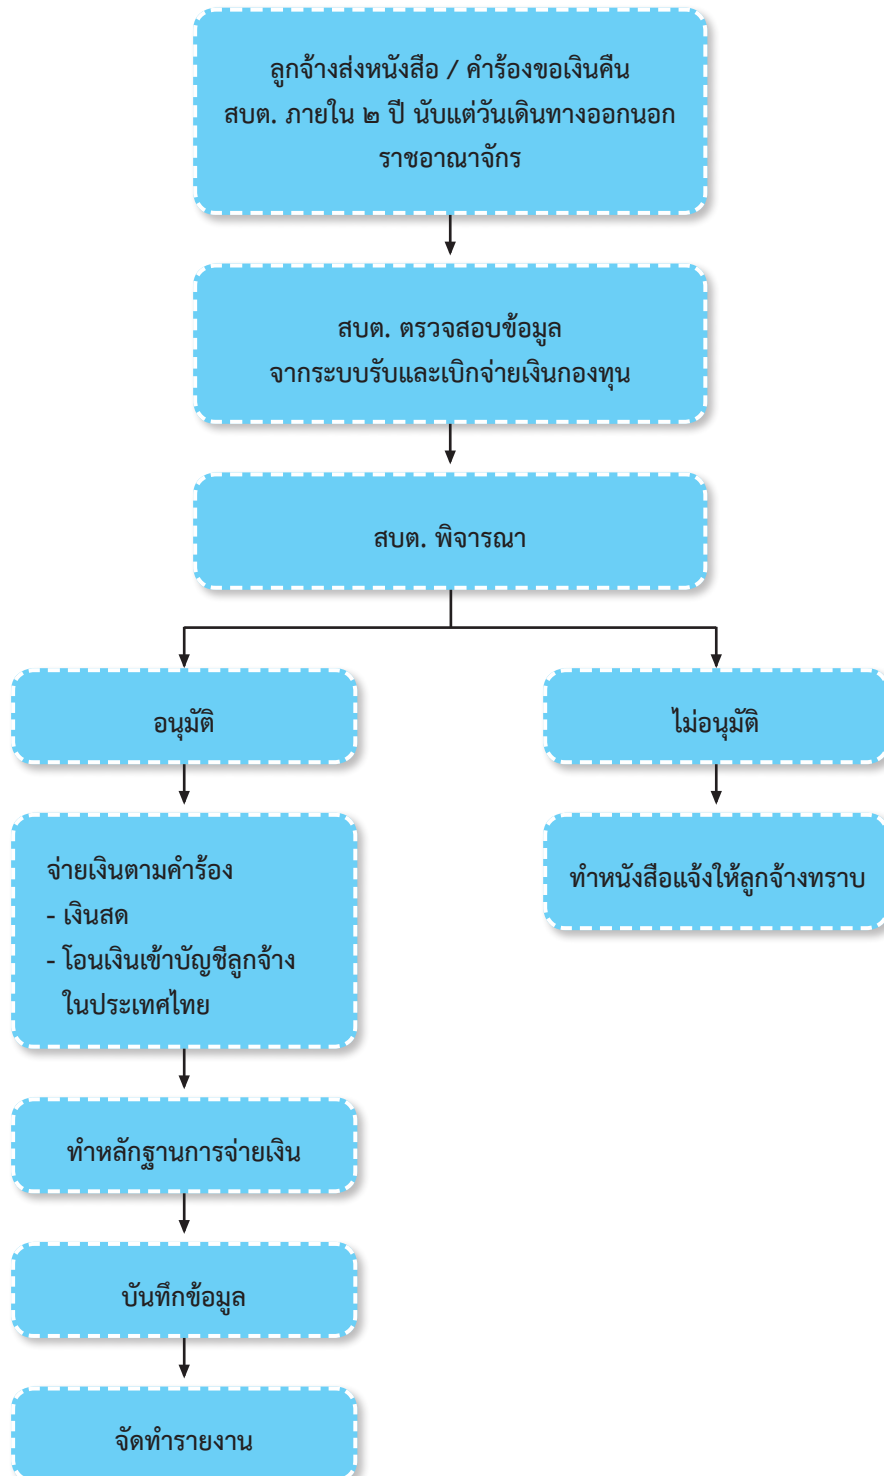 ลูกจ้างส่งหนังสือ / คำร้องขอเงินคืน
สบต. ภายใน ๒ ปี นับแต่วันเดินทางออกนอก
ราชอาณาจักร
สบต. ตรวจสอบข้อมูล
จากระบบรับและเบิกจ่ายเงินกองทุน
สบต. พิจารณา
อนุมัติ
ไม่อนุมัติ
จ่ายเงินตามคำร้อง
- เงินสด
- โอนเงินเข้าบัญชีลูกจ้าง
ในประเทศไทย
ทำหนังสือแจ้งให้ลูกจ้างทราบ
ทำหลักฐานการจ่ายเงิน
บันทึกข้อมูล
จัดทำรายงาน